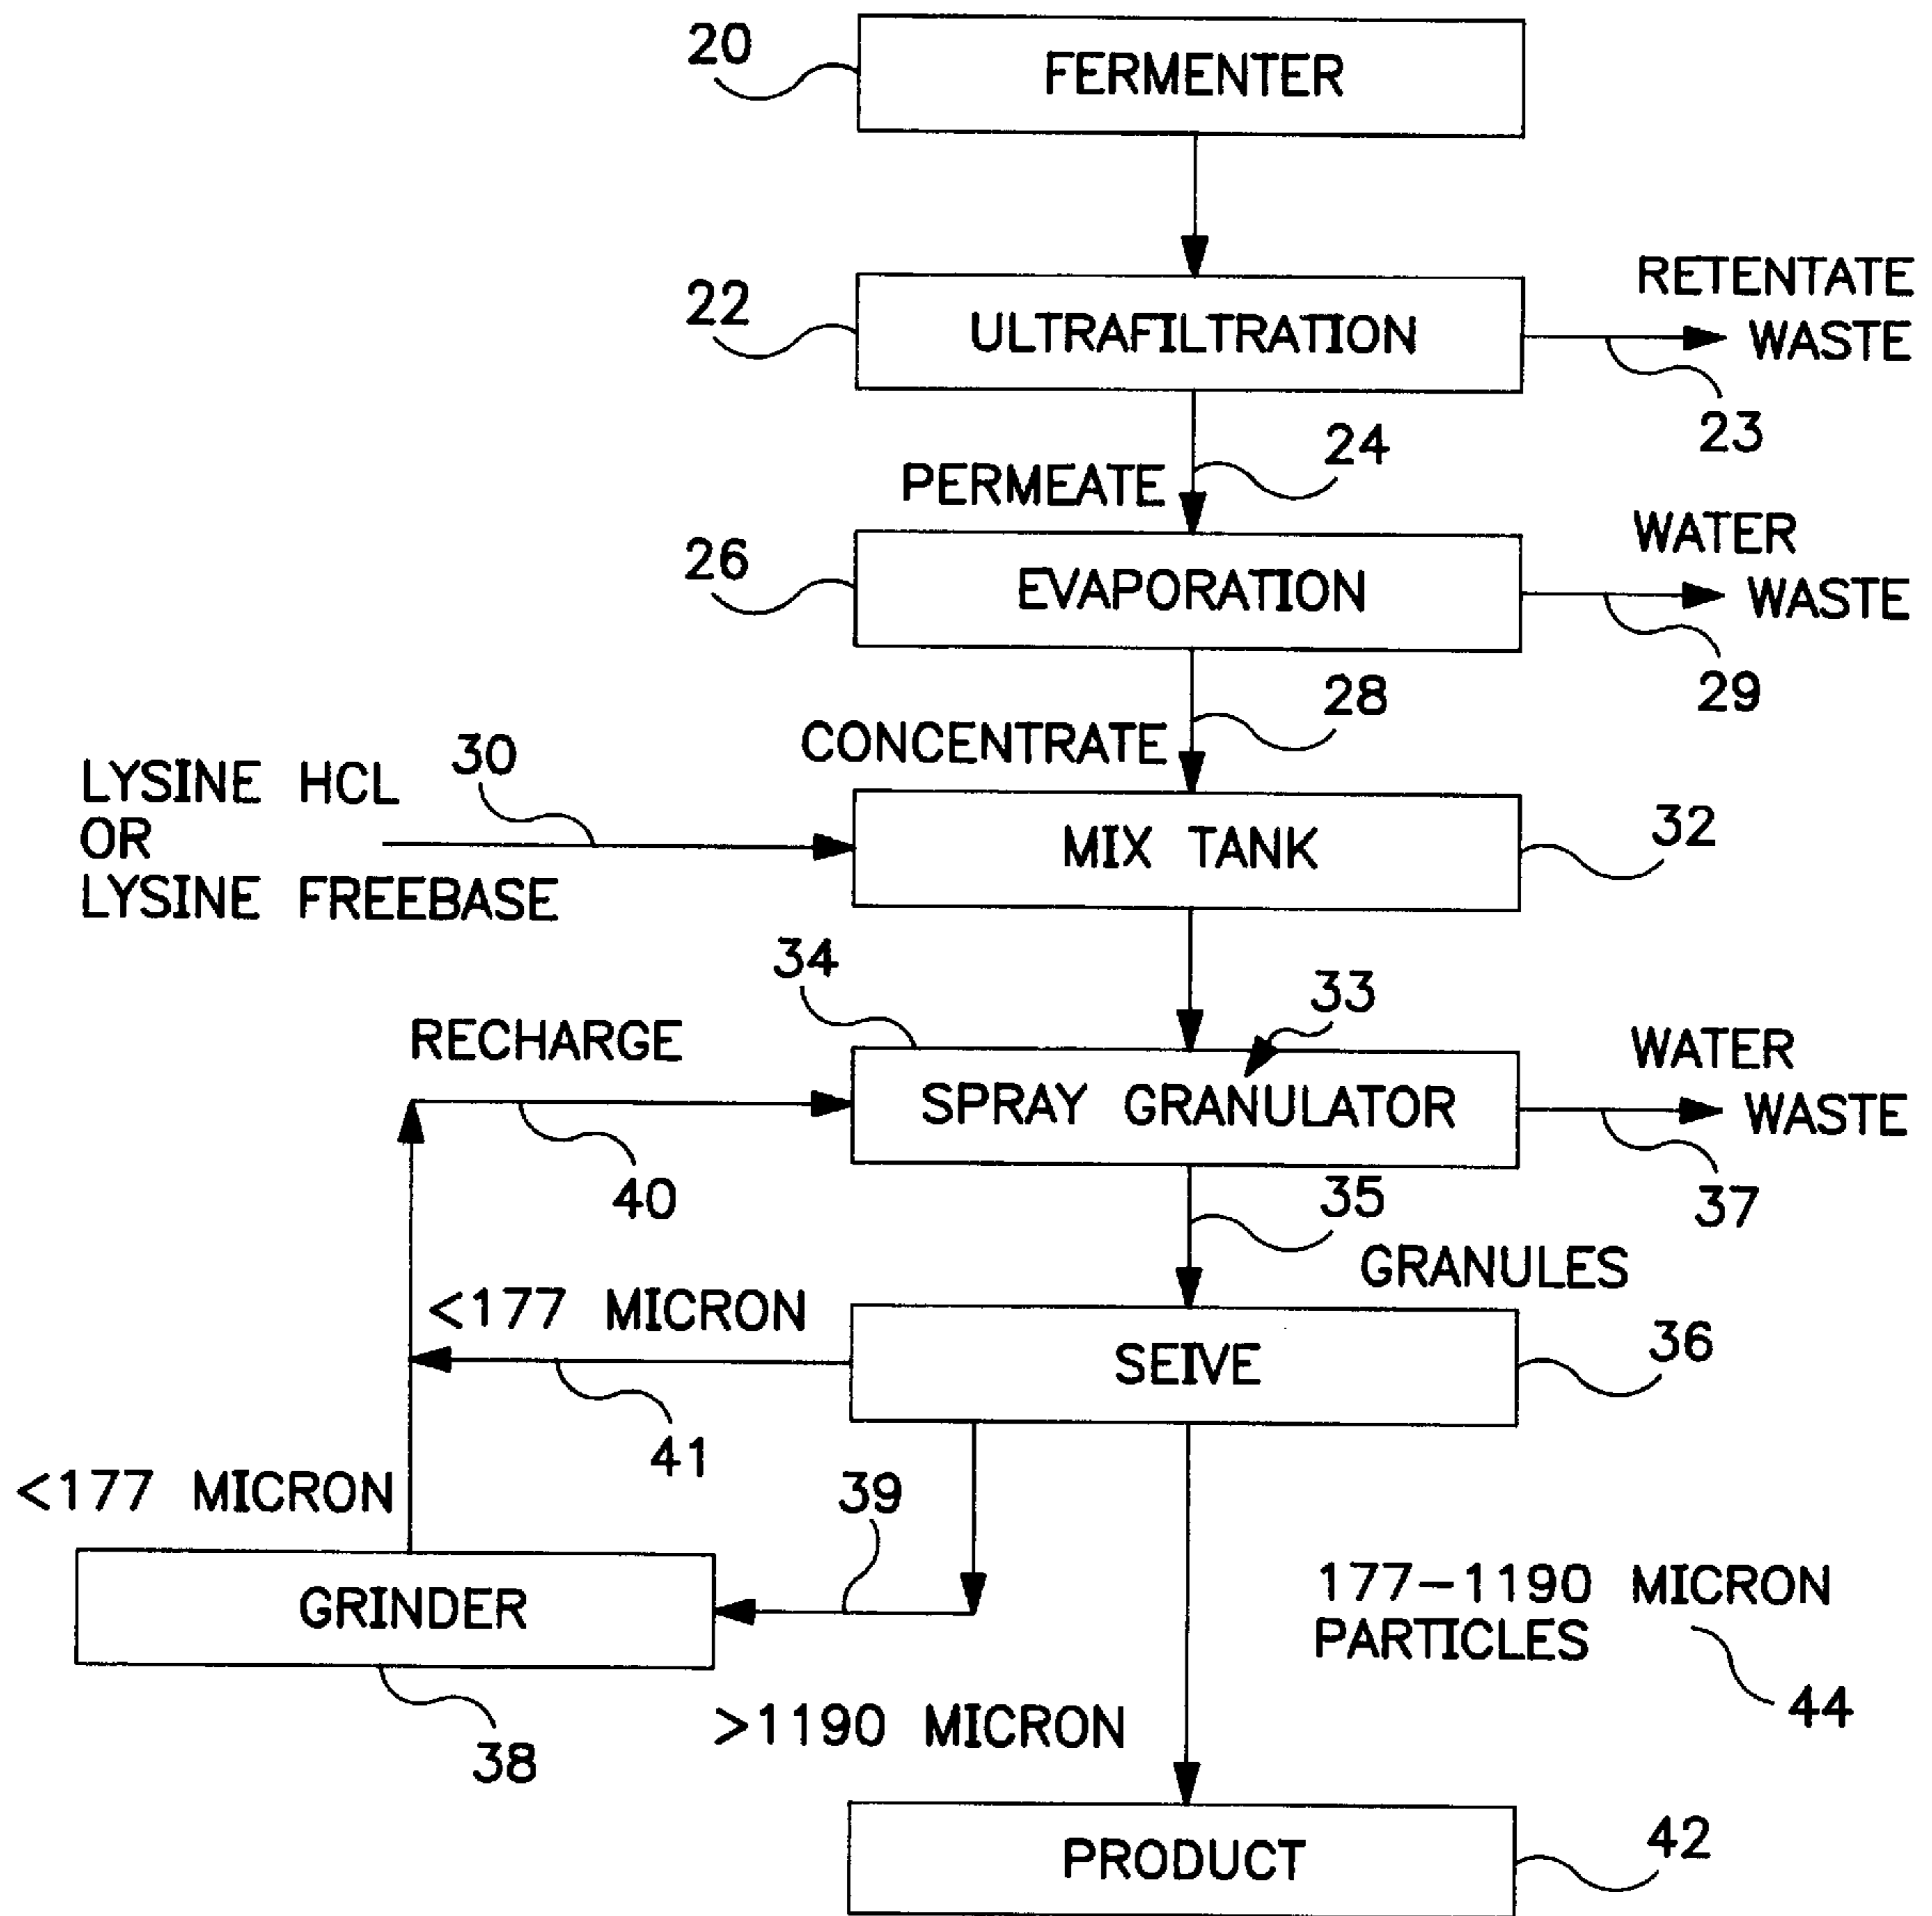 20
FERMENTER
22
ULTRAFILTRATION
RETENTATE
WASTE
23
24
PERMEATE
26
EVAPORATION
WATER
WASTE
29
28
CONCENTRATE
30
LYSINE HCL
OR
LYSINE FREEBASE
MIX TANK
32
34
33
RECHARGE
SPRAY GRANULATOR
WATER
WASTE
37
40
35
GRANULES
<177 MICRON
SEIVE
36
41
<177 MICRON
39
GRINDER
177-1190 MICRON
PARTICLES
44
38
>1190 MICRON
PRODUCT
42